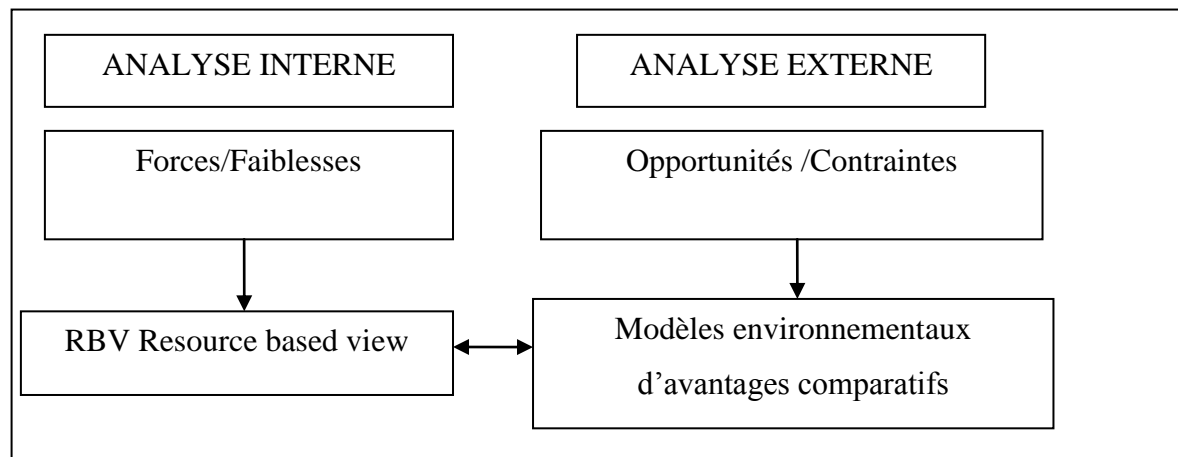 ANALYSE INTERNE
ANALYSE EXTERNE
Forces/Faiblesses
Opportunités /Contraintes
RBV Resource based view
Modèles environnementaux
d’avantages comparatifs